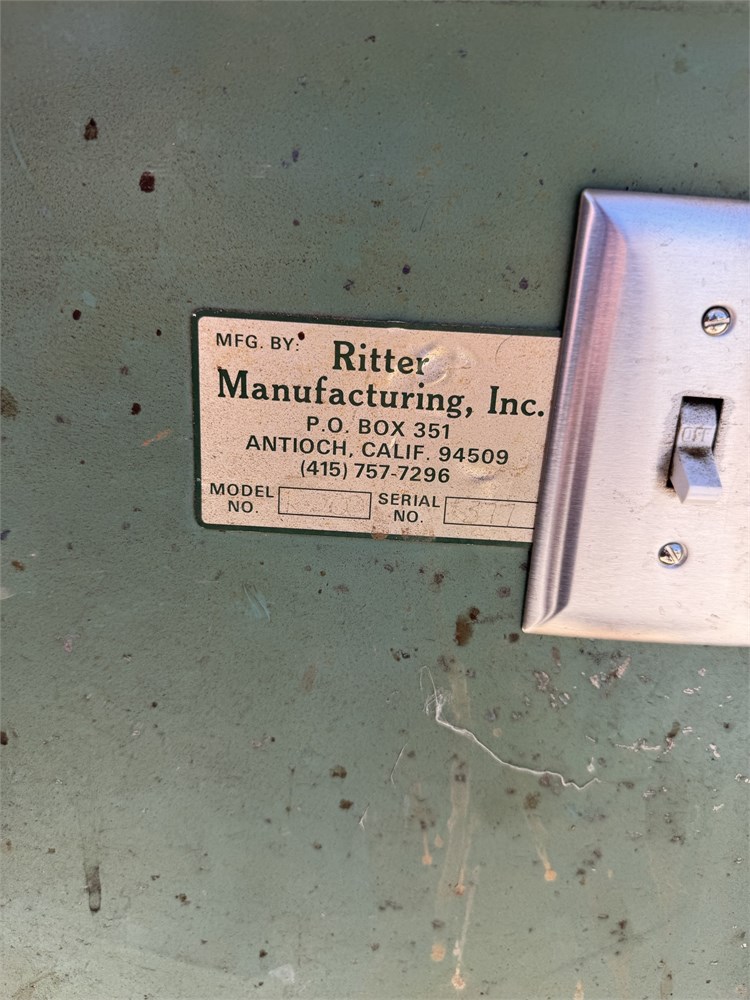 MFG. BY:
Ritter
Manufacturing, Inc.
P.O. BOX 351
ANTIOCH, CALIF. 94509
(415) 757-7296
MODEL NO.
SERIAL NO.
OFF